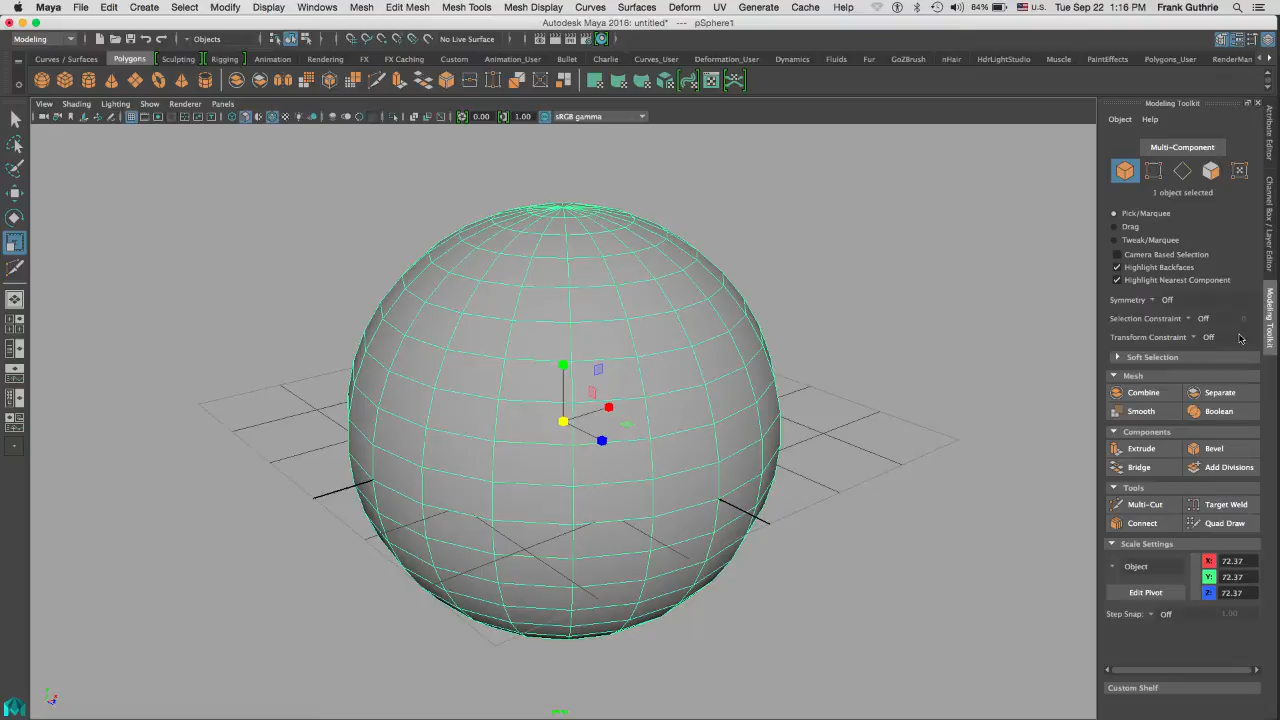 Maya File Edit Create Select Modify Display Windows Mesh Edit Mesh Mesh Tools Mesh Display Curves Surfaces Deform UV Generate Cache Help 84% U.S. Tue Sep 22 1:16 PM Frank Guthrie
Autodesk Maya 2016: untitled* --- pSphere1
Modeling Objects No Live Surface
Curves / Surfaces Polygons Sculpting Rigging Animation Rendering FX FX Caching Custom Animation_User Bullet Charlie Curves_User Deformation_User Dynamics Fluids Fur GoZBrush nHair HdrLightStudio Muscle PaintEffects Polygons_User RenderMan
View Shading Lighting Show Renderer Panels
0.00 1.00 sRGB gamma
Modeling Toolkit
Object Help
Multi-Component
1 object selected
Pick/Marquee
Drag
Tweak/Marquee
Camera Based Selection
Highlight Backfaces
Highlight Nearest Component
Symmetry Off
Selection Constraint Off
Transform Constraint Off
Soft Selection
Mesh
Combine Separate
Smooth Boolean
Components
Extrude Bevel
Bridge Add Divisions
Tools
Multi-Cut Target Weld
Connect Quad Draw
Scale Settings
Object X: 72.37
Y: 72.37
Edit Pivot Z: 72.37
Step Snap: Off 1.00
Custom Shelf
Attribute Editor
Channel Box / Layer Editor
Modeling Toolkit